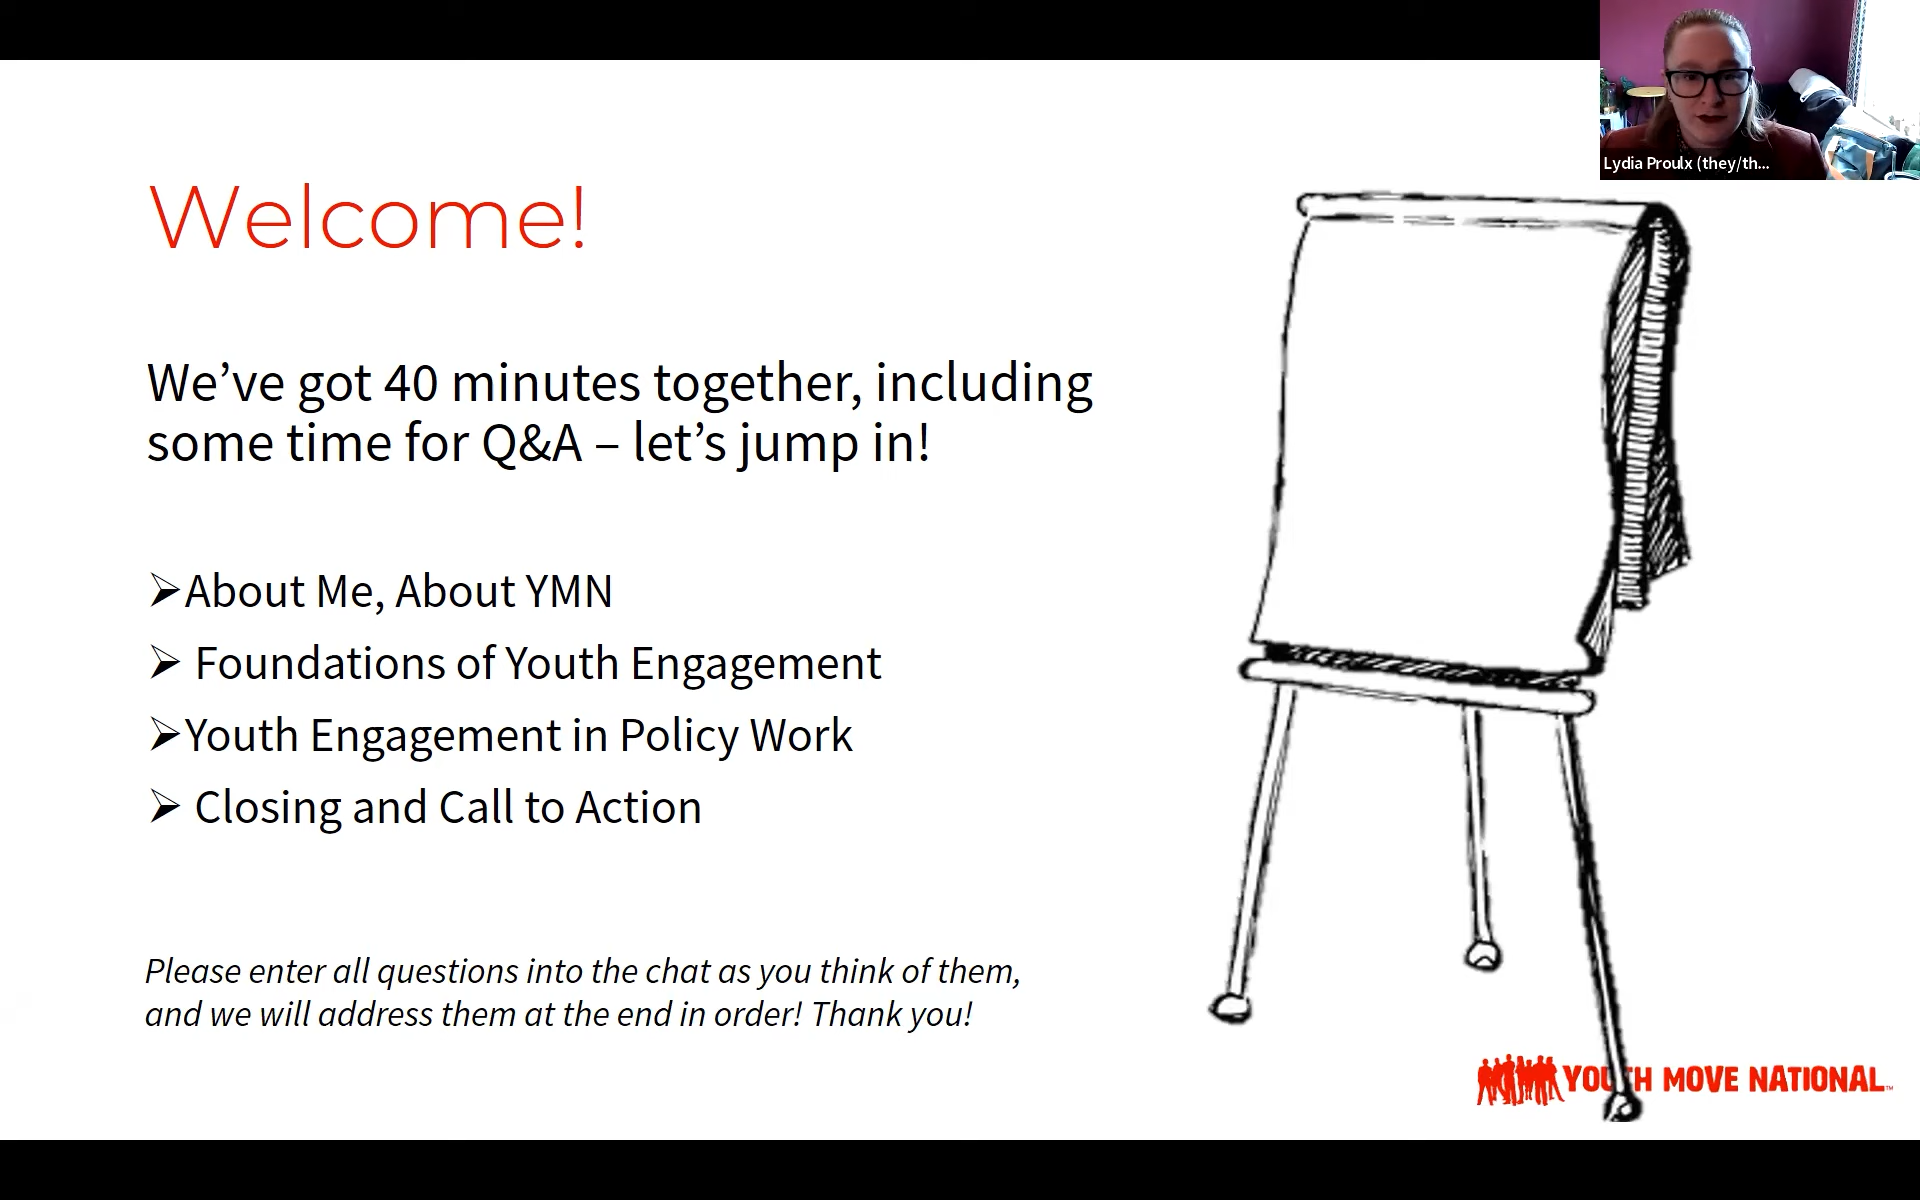 Lydia Proulx (they/th...
Welcome!
We’ve got 40 minutes together, including
some time for Q&A – let’s jump in!
➢About Me, About YMN
➢ Foundations of Youth Engagement
➢Youth Engagement in Policy Work
➢ Closing and Call to Action
Please enter all questions into the chat as you think of them,
and we will address them at the end in order! Thank you!
YOUTH MOVE NATIONAL™